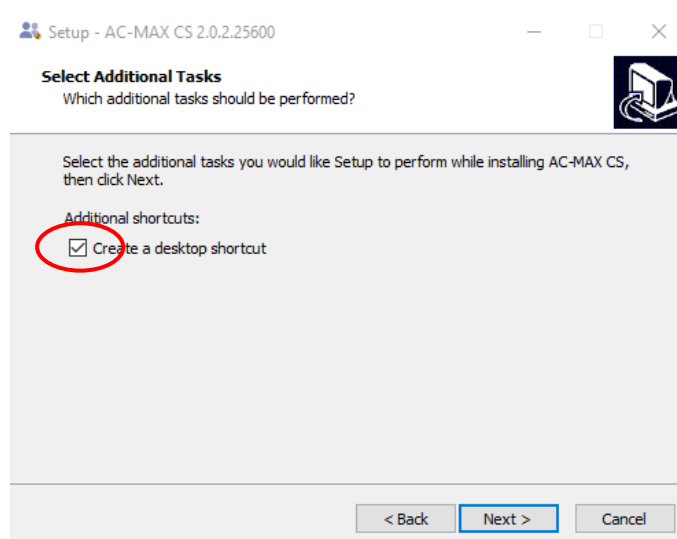 Setup - AC-MAX CS 2.0.2.25600
Select Additional Tasks
Which additional tasks should be performed?
Select the additional tasks you would like Setup to perform while installing AC-MAX CS,
then click Next.
Additional shortcuts:
Create a desktop shortcut
< Back
Next >
Cancel